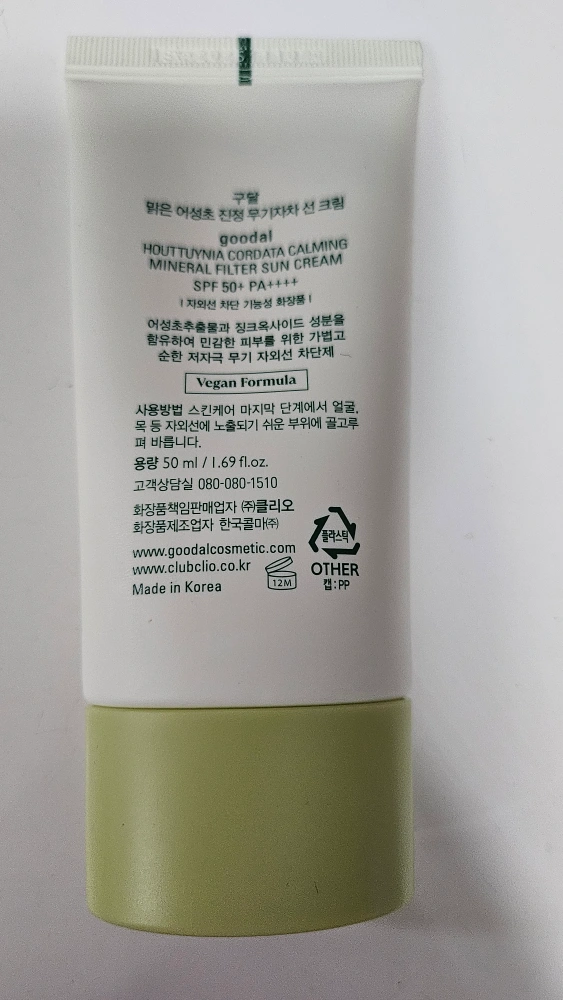 구달
맑은 어성초 진정 무기자차 선 크림
goodal
HOUTTUYNIA CORDATA CALMING
MINERAL FILTER SUN CREAM
SPF 50+ PA++++
| 자외선 차단 기능성 화장품 |
어성초추출물과 징크옥사이드 성분을
함유하여 민감한 피부를 위한 가볍고
순한 저자극 무기 자외선 차단제
Vegan Formula
사용방법 스킨케어 마지막 단계에서 얼굴,
목 등 자외선에 노출되기 쉬운 부위에 골고루
펴 바릅니다.
용량 50 ml / 1.69 fl.oz.
고객상담실 080-080-1510
화장품책임판매업자 ㈜클리오
화장품제조업자 한국콜마㈜
www.goodalcosmetic.com
www.clubclio.co.kr
Made in Korea
12M
플라스틱
OTHER
캡:PP